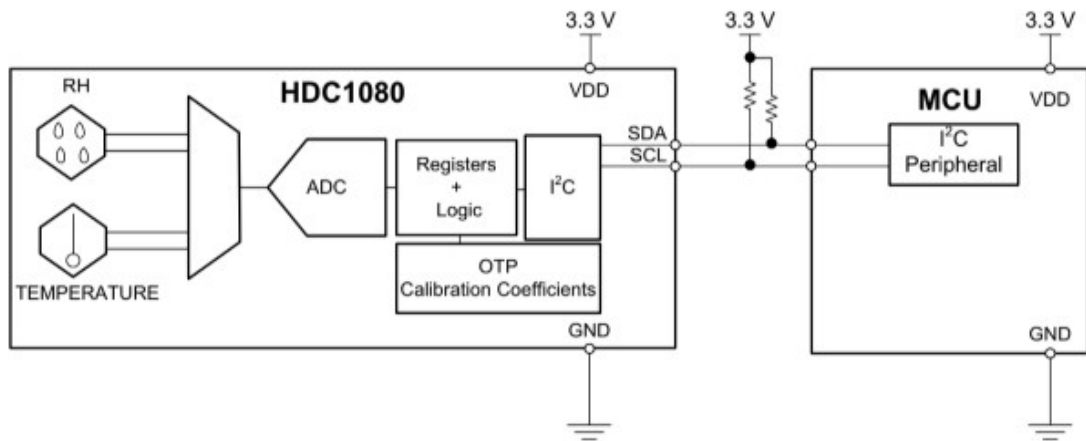 3.3 V
3.3 V
3.3 V
RH
HDC1080
VDD
MCU
VDD
SDA
SCL
I²C
Peripheral
ADC
Registers
+
Logic
I²C
OTP
Calibration Coefficients
TEMPERATURE
GND
GND